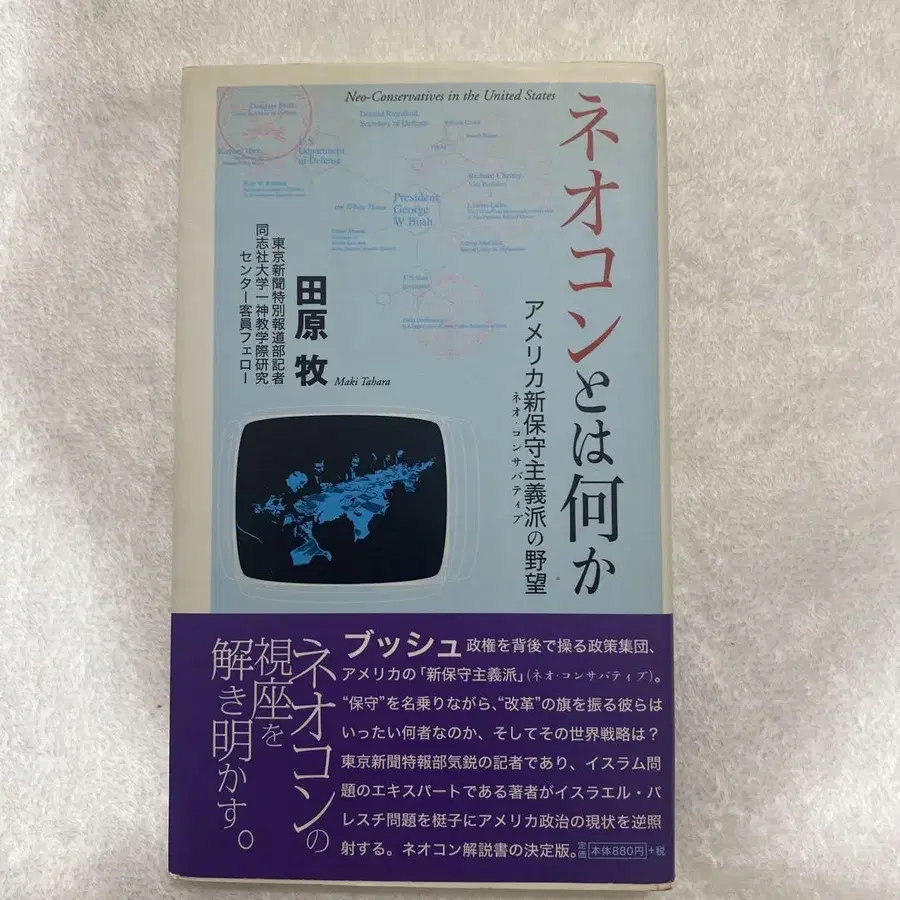 Neo-Conservatives in the United States
ネオコンとは何か
アメリカ新保守主義派の野望
ネオ・コンサバティブ
Donald Rumsfeld
Secretary of Defense
U.S.
Department
of Defense
Richard Cheney
Vice President
President
George
W. Bush
the White House
田原 牧
Maki Tahara
東京新聞特別報道部記者
同志社大学一神教学際研究
センター客員フェロー
ネオコンの
視座を
解き明かす。
ブッシュ政権を背後で操る政策集団、
アメリカの「新保守主義派」(ネオ・コンサバティブ)。
“保守”を名乗りながら、“改革”の旗を振る彼らは
いったい何者なのか、そしてその世界戦略は?
東京新聞特報部気鋭の記者であり、イスラム問
題のエキスパートである著者がイスラエル・パ
レスチ問題を梃子にアメリカ政治の現状を逆照
射する。ネオコン解説書の決定版。
定価 本体880円+税